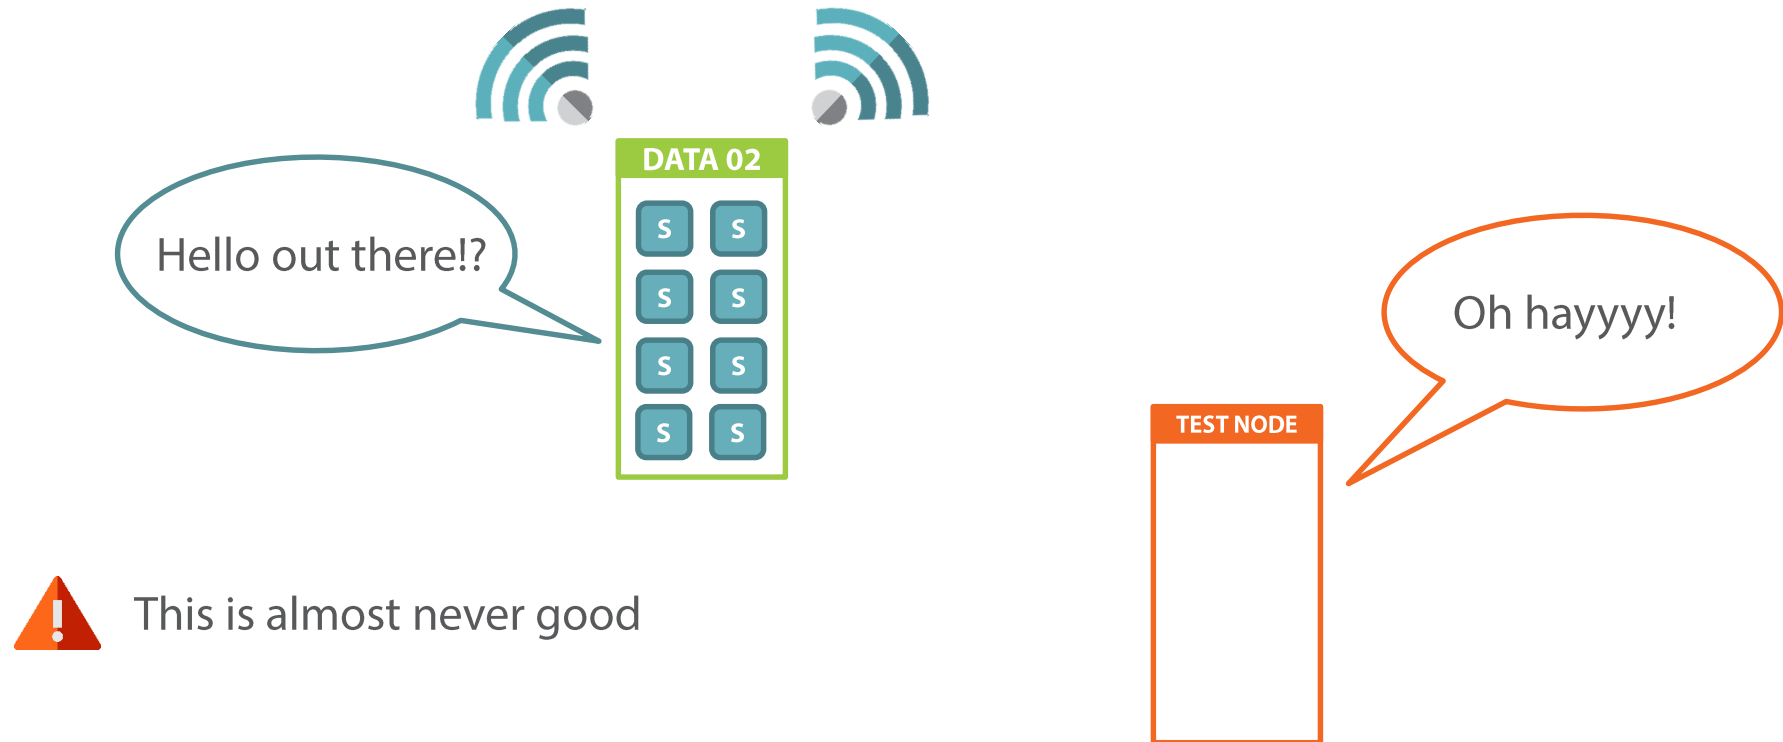 DATA 02
Hello out there!?
S S
S S
S S
S S
Oh hayyyy!
TEST NODE
This is almost never good